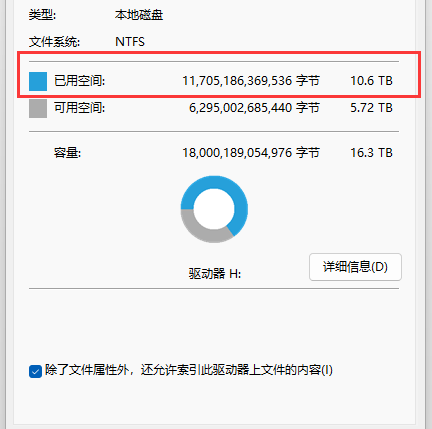 类型: 本地磁盘
文件系统: NTFS
已用空间: 11,705,186,369,536 字节 10.6 TB
可用空间: 6,295,002,685,440 字节 5.72 TB
容量: 18,000,189,054,976 字节 16.3 TB
驱动器 H:
详细信息(D)
除了文件属性外，还允许索引此驱动器上文件的内容(I)